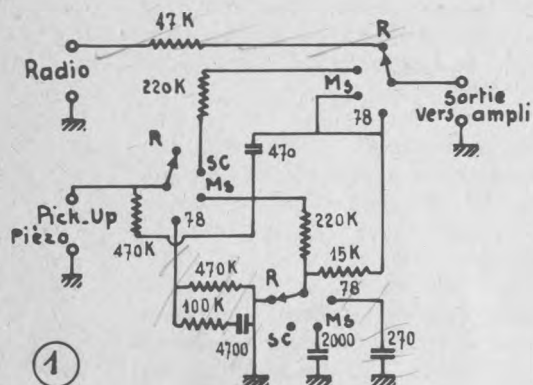 47K
Radio
R
220K
Ms
Sortie
vers ampli
78
R
SC
Ms
470
Pick-Up
Pièzo
78
470K
220K
15K
470K
R
78
100K
4700
SC
Ms
2000
270
1